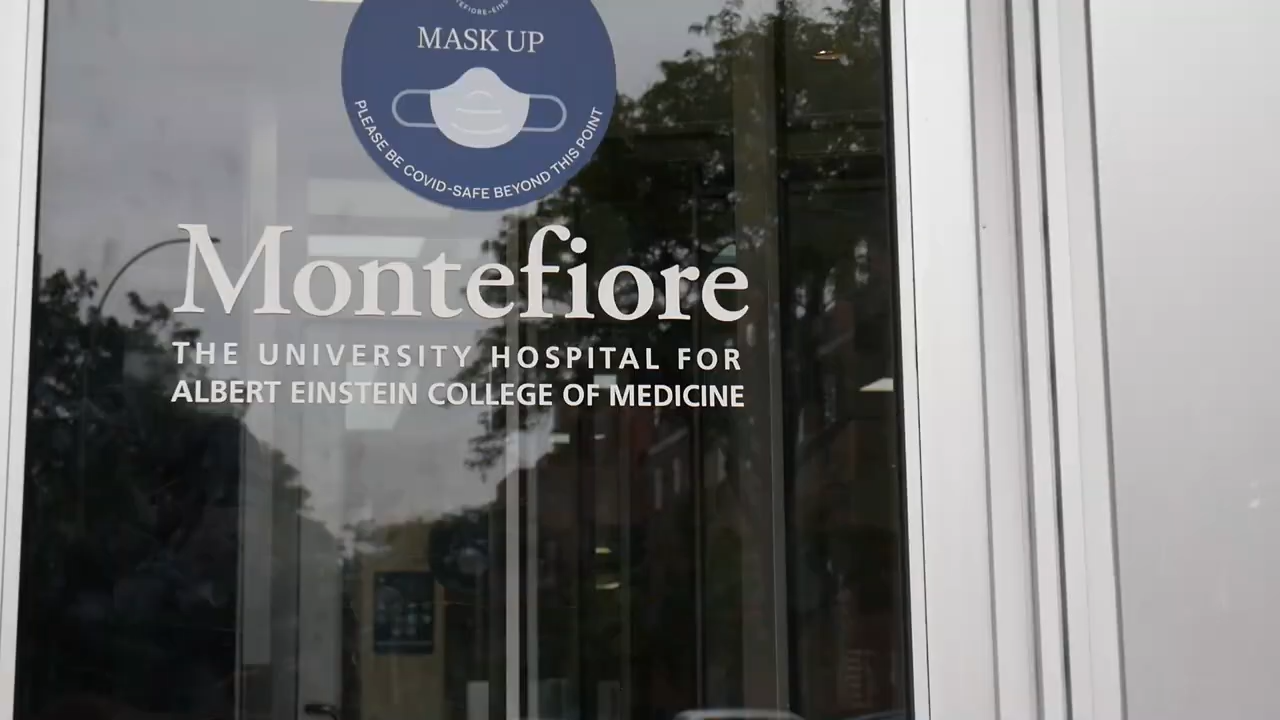 MASK UP
PLEASE BE COVID-SAFE BEYOND THIS POINT
Montefiore
THE UNIVERSITY HOSPITAL FOR
ALBERT EINSTEIN COLLEGE OF MEDICINE